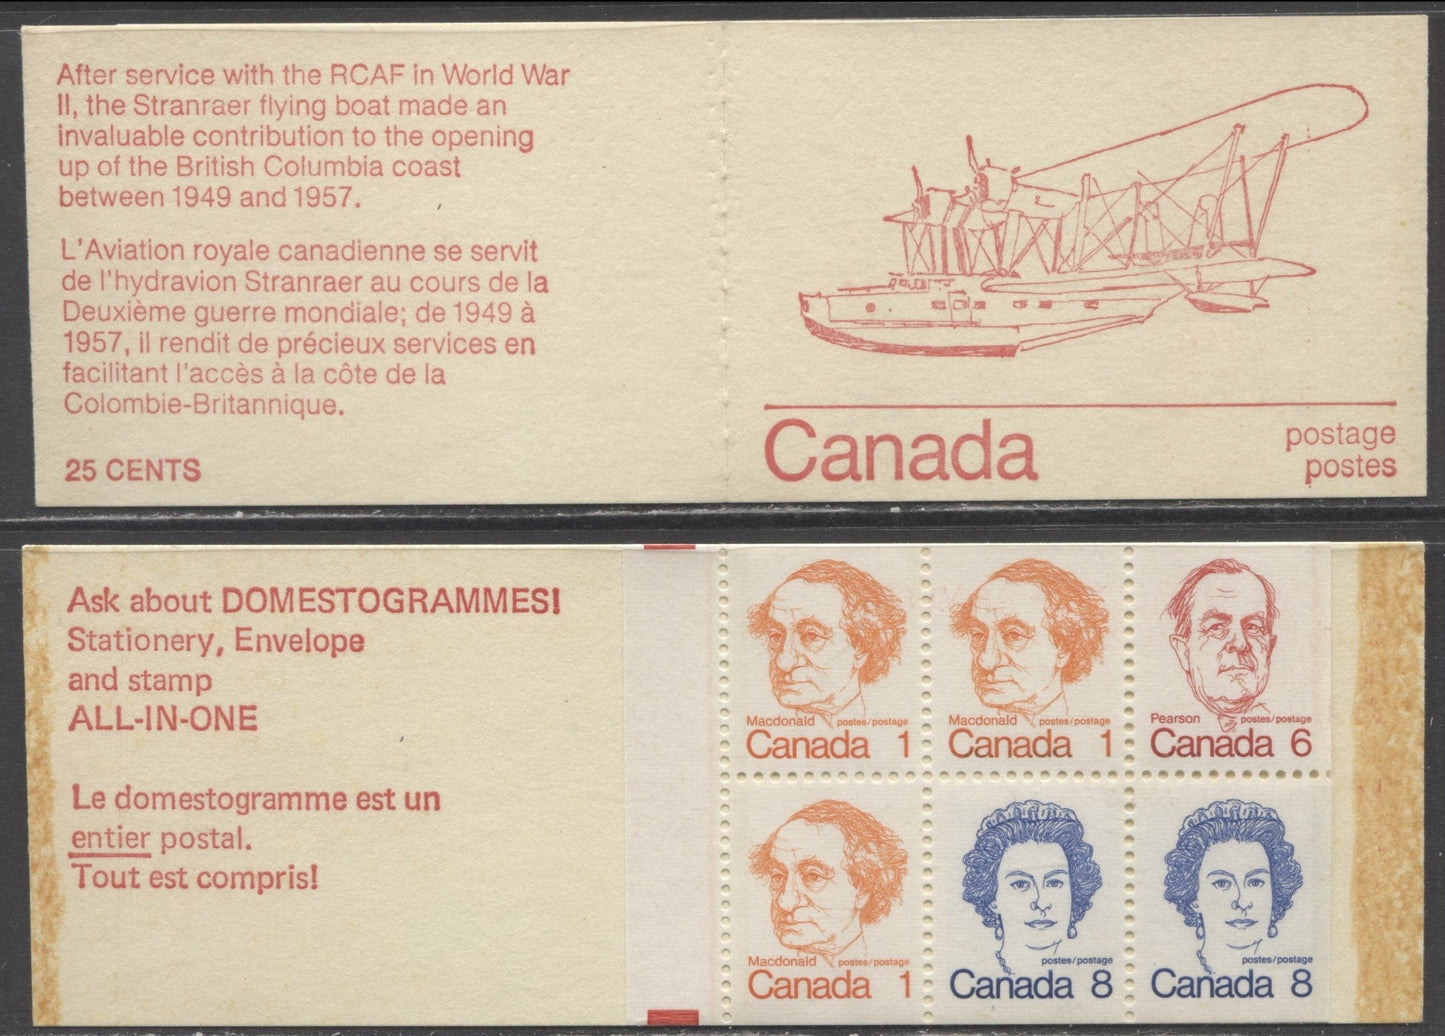 After service with the RCAF in World War
II, the Stranraer flying boat made an
invaluable contribution to the opening
up of the British Columbia coast
between 1949 and 1957.
L'Aviation royale canadienne se servit
de l'hydravion Stranraer au cours de la
Deuxième guerre mondiale; de 1949 à
1957, il rendit de précieux services en
facilitant l'accès à la côte de la
Colombie-Britannique.
25 CENTS
Canada
postage
postes
Ask about DOMESTOGRAMMES!
Stationery, Envelope
and stamp
ALL-IN-ONE
Le domestogramme est un
entier postal.
Tout est compris!
Macdonald postes/postage
Canada 1
Macdonald postes/postage
Canada 1
Pearson postes/postage
Canada 6
Macdonald postes/postage
Canada 1
postes/postage
Canada 8
postes/postage
Canada 8